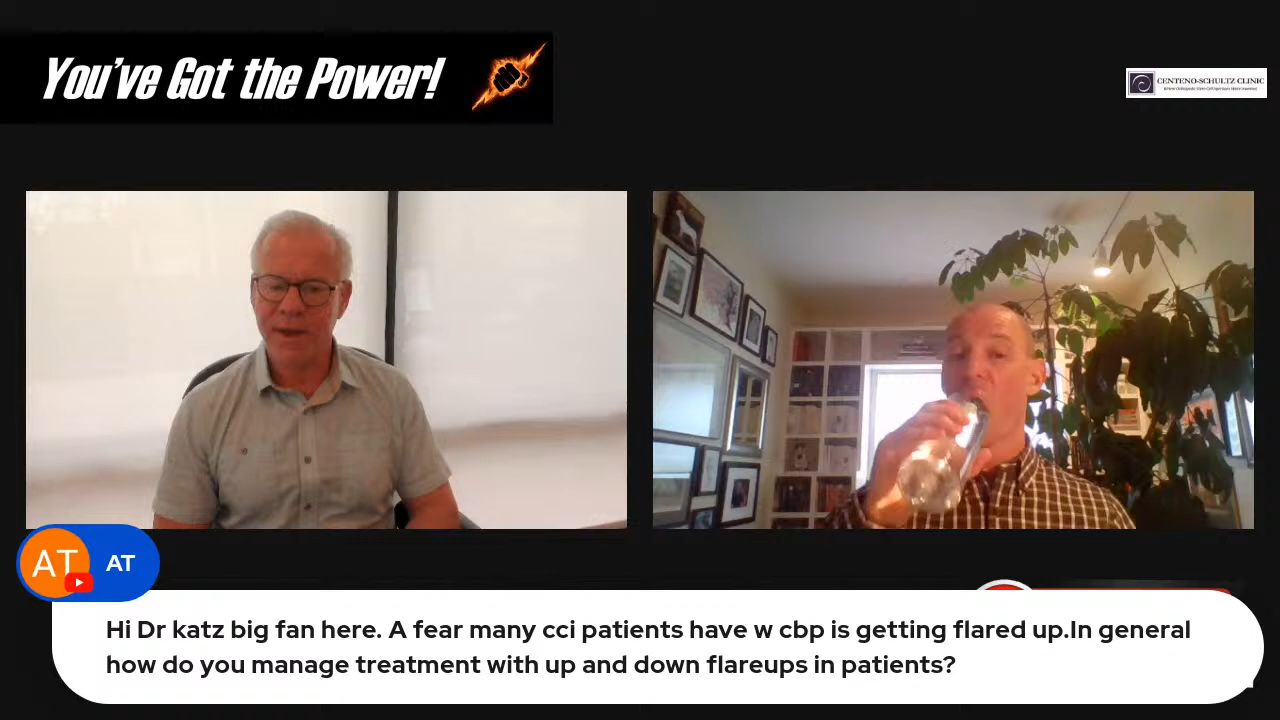 You've Got the Power!
CENTENO-SCHULTZ CLINIC
AT
AT
Hi Dr katz big fan here. A fear many cci patients have w cbp is getting flared up.In general
how do you manage treatment with up and down flareups in patients?